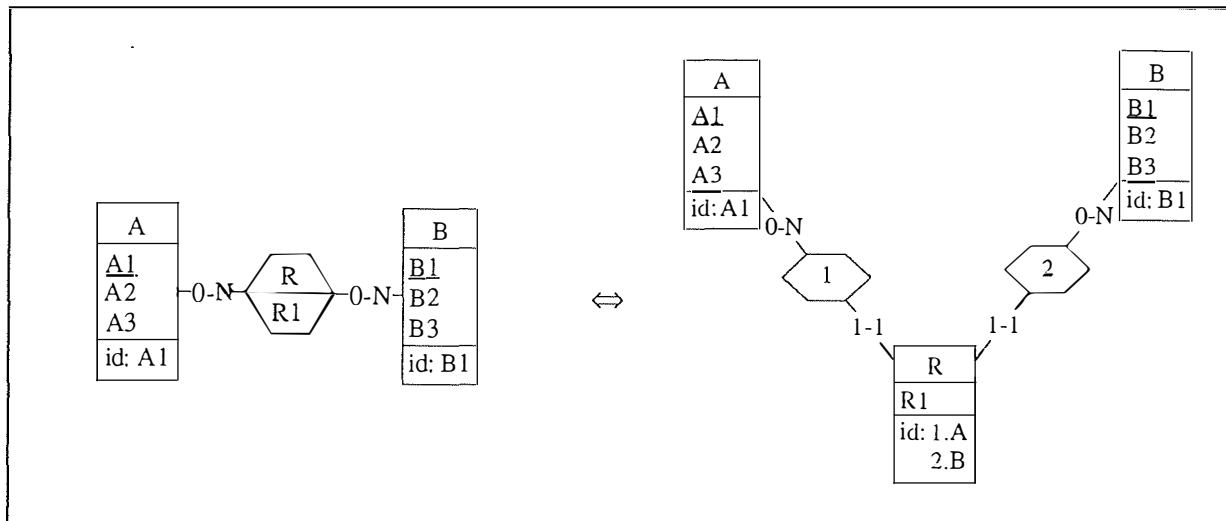 A
A1
A2
A3
id: A1
0-N
R
R1
0-N
B
B1
B2
B3
id: B1
⇔
A
A1
A2
A3
id: A1
0-N
1
1-1
B
B1
B2
B3
id: B1
0-N
2
1-1
R
R1
id: 1.A
2.B